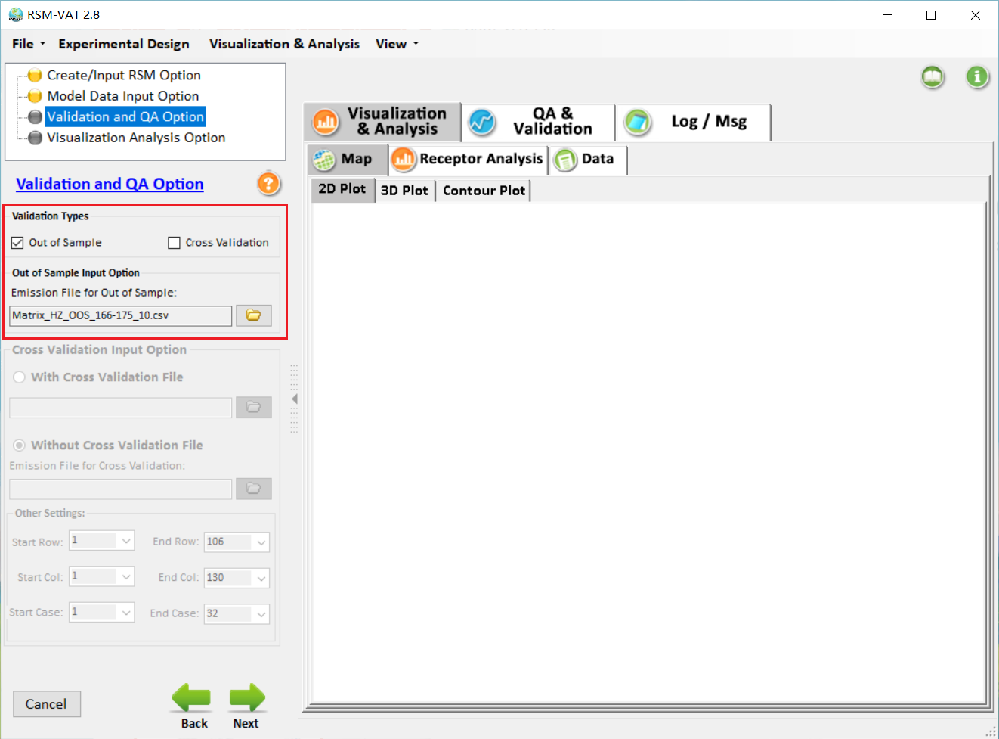 RSM-VAT 2.8
File Experimental Design Visualization & Analysis View
Create/Input RSM Option
Model Data Input Option
Validation and QA Option
Visualization Analysis Option
Validation and QA Option
?
Validation Types
Out of Sample Cross Validation
Out of Sample Input Option
Emission File for Out of Sample:
Matrix_HZ_OOS_166-175_10.csv
Cross Validation Input Option
With Cross Validation File
Without Cross Validation File
Emission File for Cross Validation:
Other Settings:
Start Row: 1 End Row: 106
Start Col: 1 End Col: 130
Start Case: 1 End Case: 32
Cancel
Back Next
i
Visualization
& Analysis
QA &
Validation
Log / Msg
Map Receptor Analysis Data
2D Plot 3D Plot Contour Plot